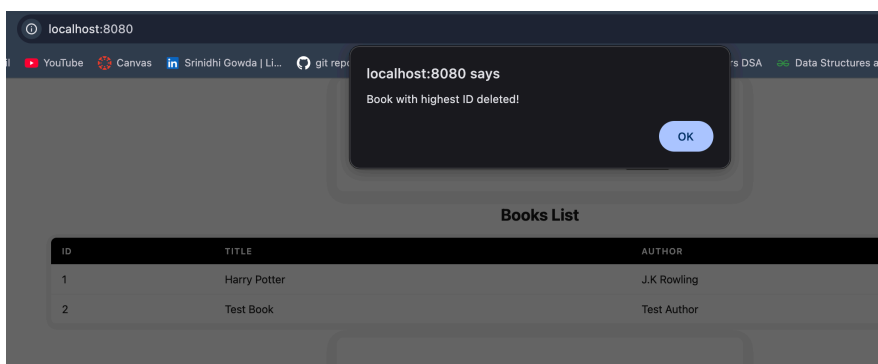 localhost:8080
il YouTube Canvas Srinidhi Gowda | Li... git repo rs DSA Data Structures a
localhost:8080 says
Book with highest ID deleted!
OK
Books List
ID TITLE AUTHOR
1 Harry Potter J.K Rowling
2 Test Book Test Author